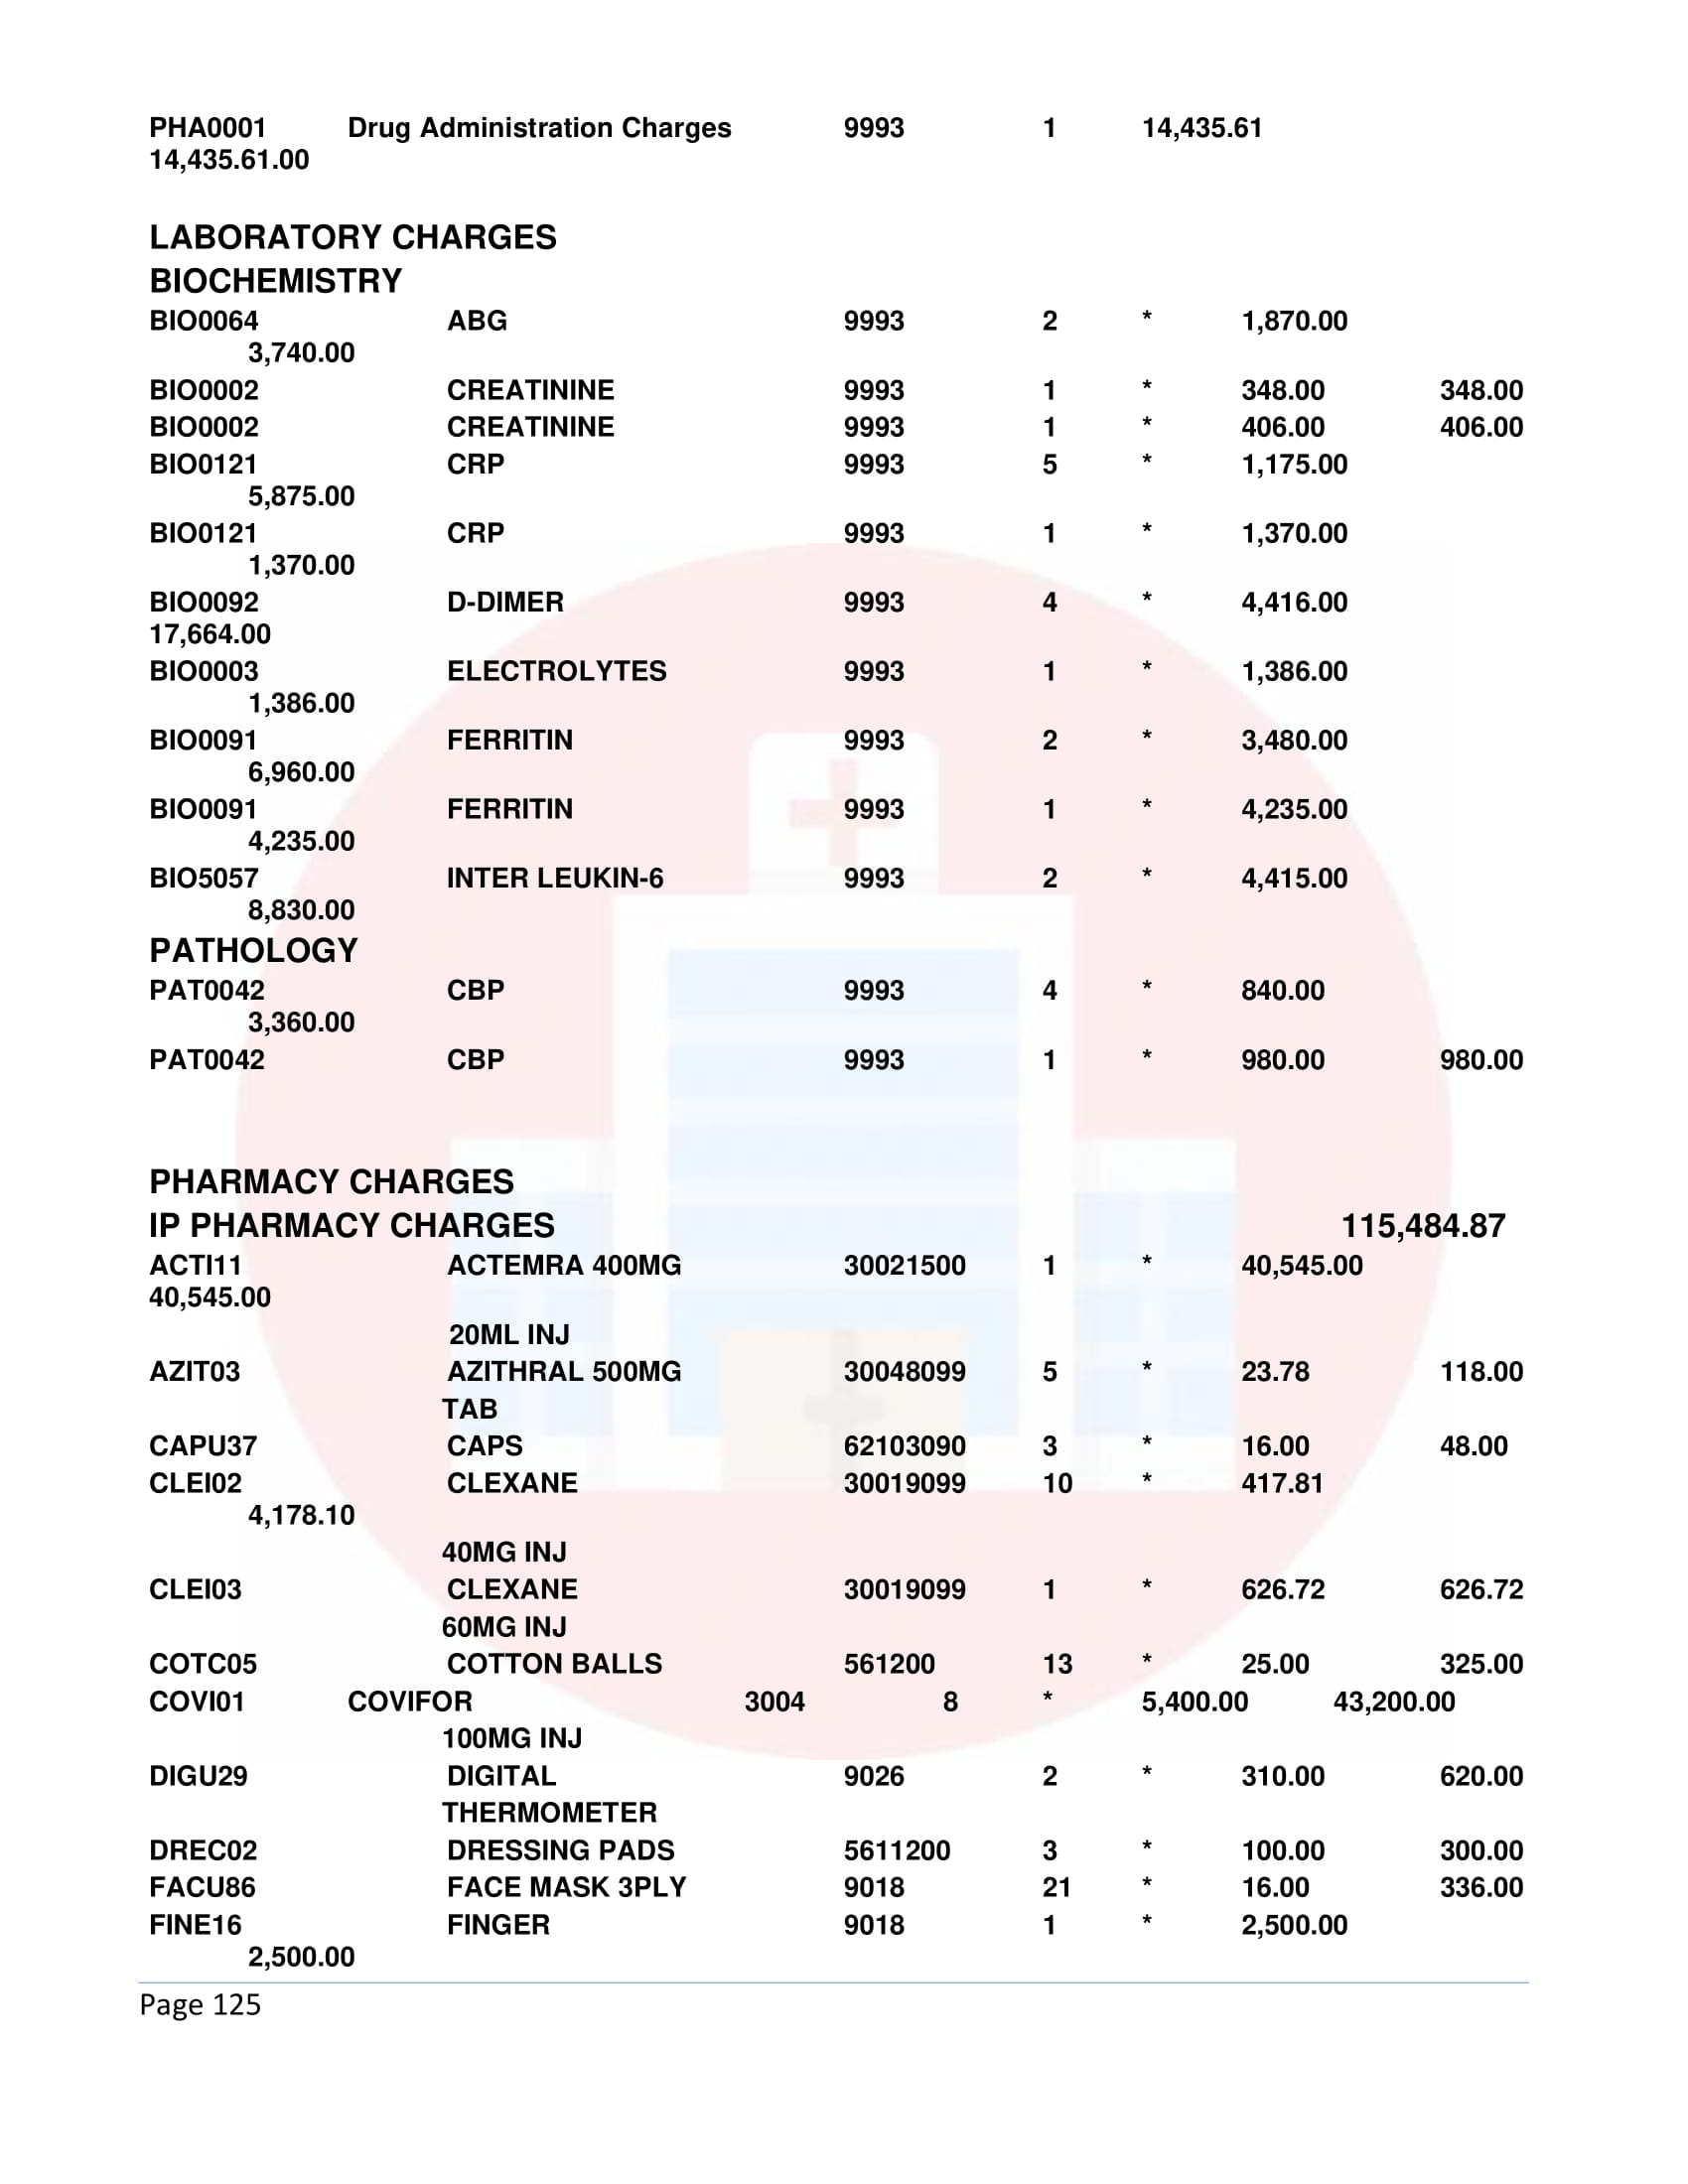 PHA0001 Drug Administration Charges 9993 1 14,435.61
14,435.61.00
LABORATORY CHARGES
BIOCHEMISTRY
BIO0064 ABG 9993 2 * 1,870.00
3,740.00
BIO0002 CREATININE 9993 1 * 348.00 348.00
BIO0002 CREATININE 9993 1 * 406.00 406.00
BIO0121 CRP 9993 5 * 1,175.00
5,875.00
BIO0121 CRP 9993 1 * 1,370.00
1,370.00
BIO0092 D-DIMER 9993 4 * 4,416.00
17,664.00
BIO0003 ELECTROLYTES 9993 1 * 1,386.00
1,386.00
BIO0091 FERRITIN 9993 2 * 3,480.00
6,960.00
BIO0091 FERRITIN 9993 1 * 4,235.00
4,235.00
BIO5057 INTER LEUKIN-6 9993 2 * 4,415.00
8,830.00
PATHOLOGY
PAT0042 CBP 9993 4 * 840.00
3,360.00
PAT0042 CBP 9993 1 * 980.00 980.00
PHARMACY CHARGES
IP PHARMACY CHARGES 115,484.87
ACTI11 ACTEMRA 400MG 30021500 1 * 40,545.00
40,545.00
20ML INJ
AZIT03 AZITHRAL 500MG 30048099 5 * 23.78 118.00
TAB
CAPU37 CAPS 62103090 3 * 16.00 48.00
CLEI02 CLEXANE 30019099 10 * 417.81
4,178.10
40MG INJ
CLEI03 CLEXANE 30019099 1 * 626.72 626.72
60MG INJ
COTC05 COTTON BALLS 561200 13 * 25.00 325.00
COVI01 COVIFOR 3004 8 * 5,400.00 43,200.00
100MG INJ
DIGU29 DIGITAL 9026 2 * 310.00 620.00
THERMOMETER
DREC02 DRESSING PADS 5611200 3 * 100.00 300.00
FACU86 FACE MASK 3PLY 9018 21 * 16.00 336.00
FINE16 FINGER 9018 1 * 2,500.00
2,500.00
Page 125